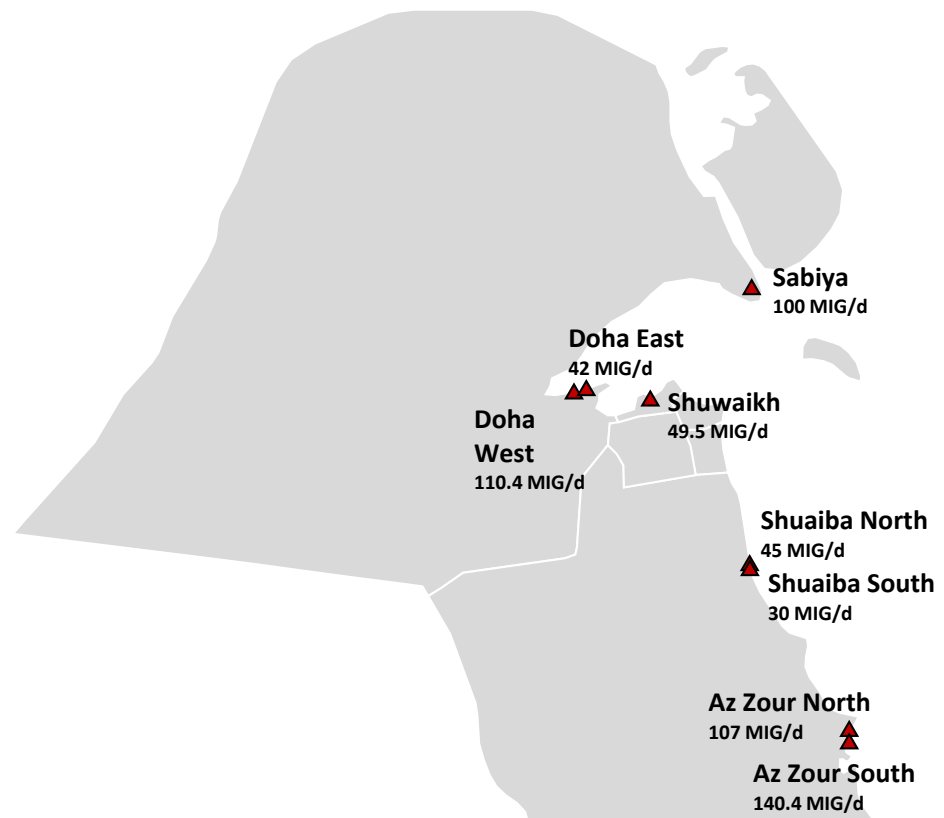 Sabiya
100 MIG/d
Doha East
42 MIG/d
Shuwaikh
49.5 MIG/d
Doha
West
110.4 MIG/d
Shuaiba North
45 MIG/d
Shuaiba South
30 MIG/d
Az Zour North
107 MIG/d
Az Zour South
140.4 MIG/d